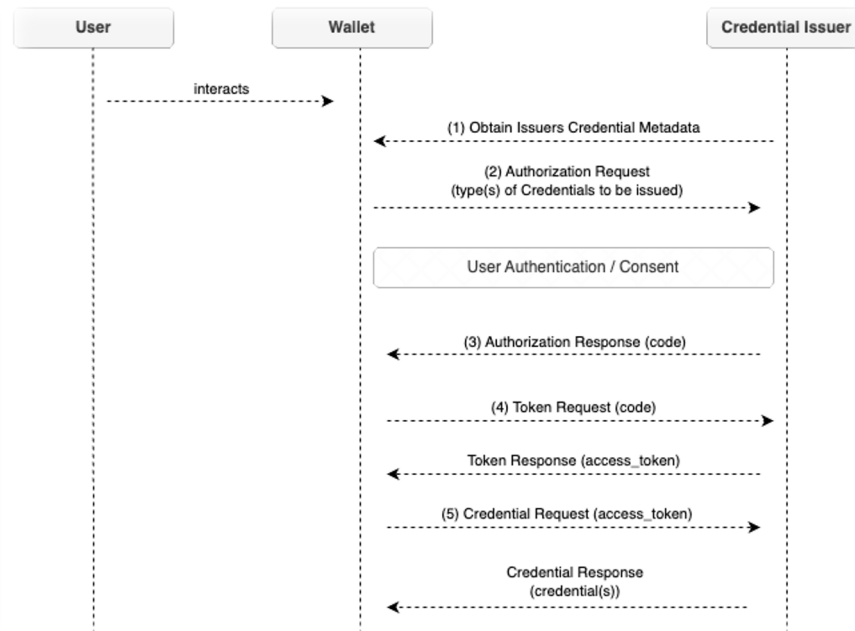 User
Wallet
Credential Issuer
interacts
(1) Obtain Issuers Credential Metadata
(2) Authorization Request
(type(s) of Credentials to be issued)
User Authentication / Consent
(3) Authorization Response (code)
(4) Token Request (code)
Token Response (access_token)
(5) Credential Request (access_token)
Credential Response
(credential(s))